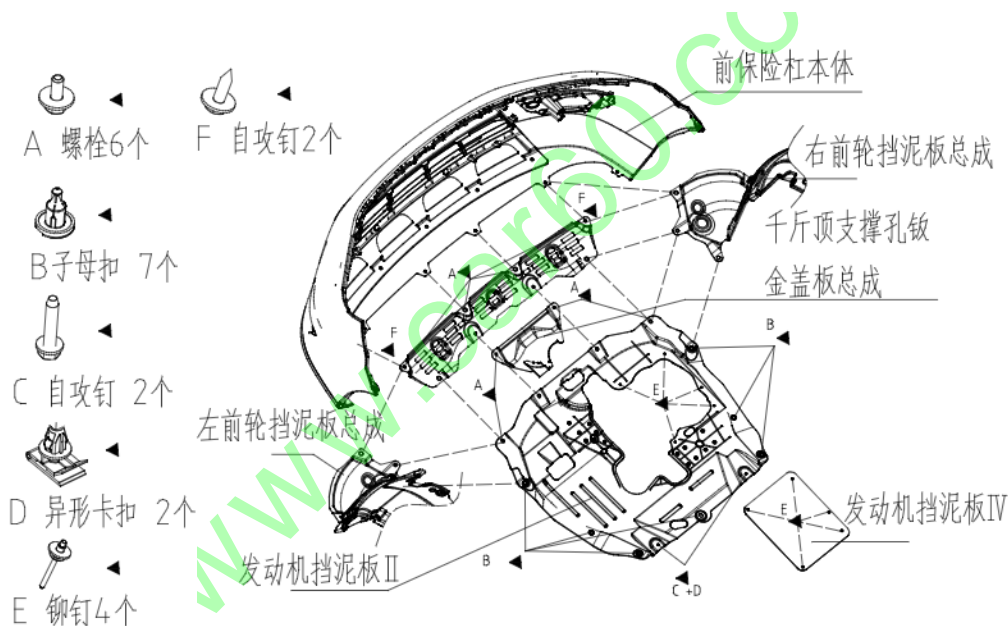 前保险杠本体
A 螺栓6个
F 自攻钉2个
右前轮挡泥板总成
B子母扣 7个
千斤顶支撑孔钣
金盖板总成
C 自攻钉 2个
左前轮挡泥板总成
D 异形卡扣 2个
发动机挡泥板Ⅳ
发动机挡泥板Ⅱ
E 铆钉4个
F
A
A
F
B
A
E
E
B
C+D
www.car60.co